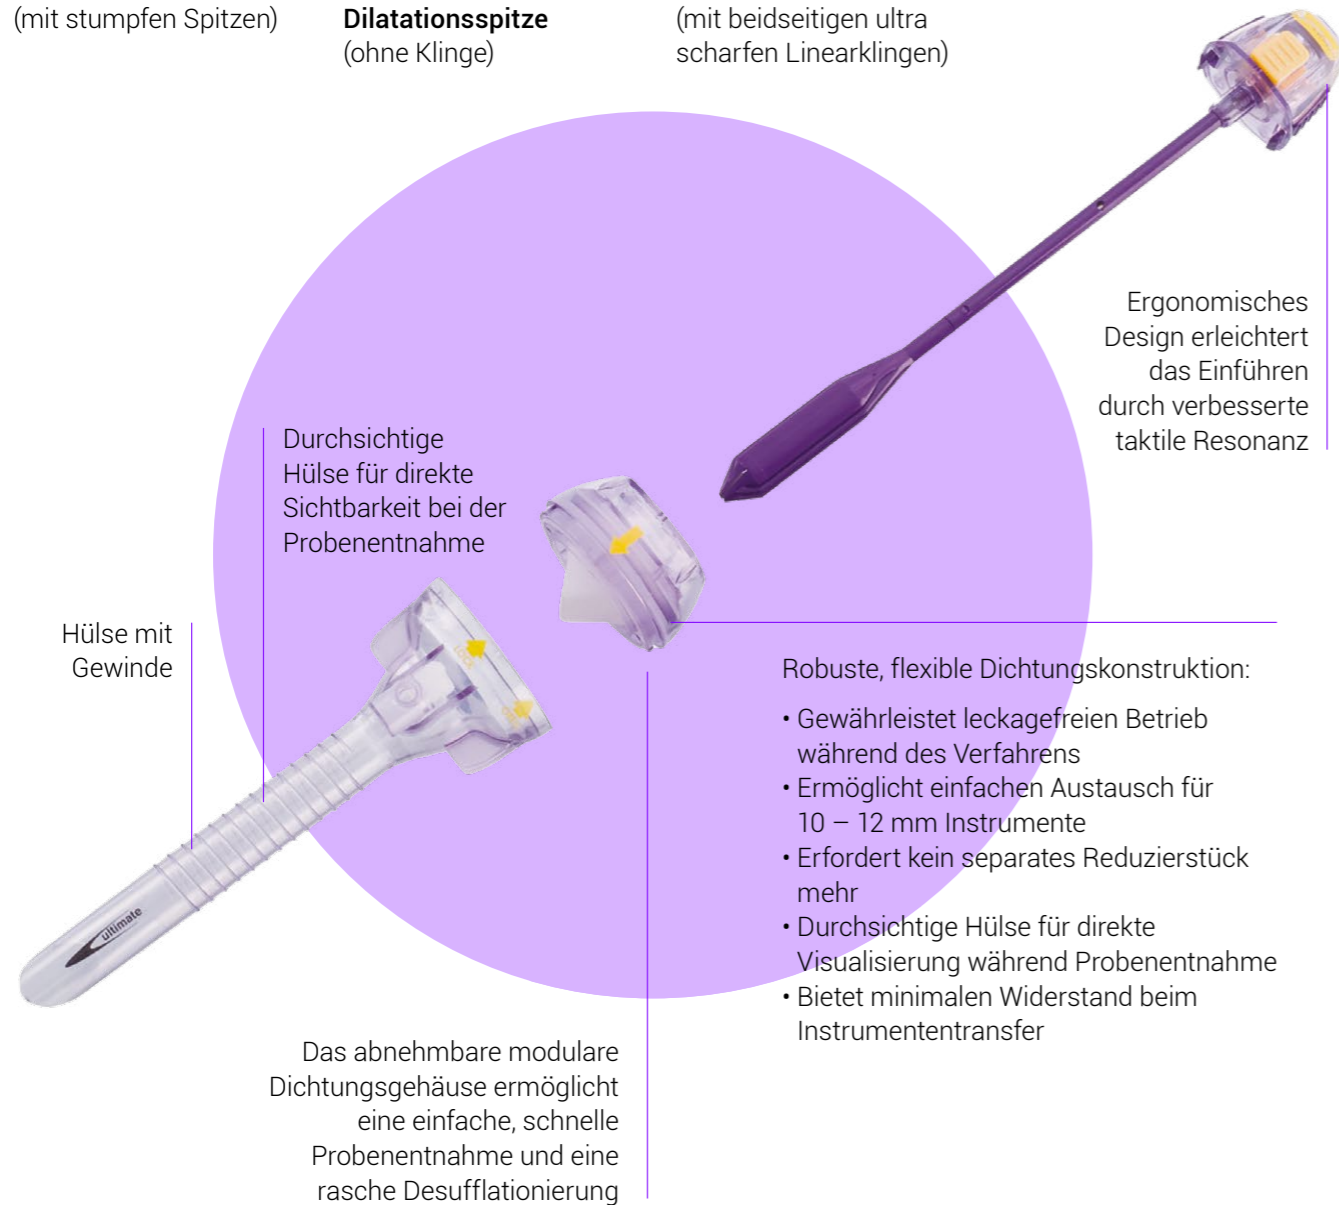 (mit stumpfen Spitzen)
Dilatationsspitze
(ohne Klinge)
(mit beidseitigen ultra
scharfen Linearklingen)
Ergonomisches
Design erleichtert
das Einführen
durch verbesserte
taktile Resonanz
Durchsichtige
Hülse für direkte
Sichtbarkeit bei der
Probenentnahme
Hülse mit
Gewinde
LOCK
ultimate
Robuste, flexible Dichtungskonstruktion:
• Gewährleistet leckagefreien Betrieb
während des Verfahrens
• Ermöglicht einfachen Austausch für
10 – 12 mm Instrumente
• Erfordert kein separates Reduzierstück
mehr
• Durchsichtige Hülse für direkte
Visualisierung während Probenentnahme
• Bietet minimalen Widerstand beim
Instrumententransfer
Das abnehmbare modulare
Dichtungsgehäuse ermöglicht
eine einfache, schnelle
Probenentnahme und eine
rasche Desufflationierung